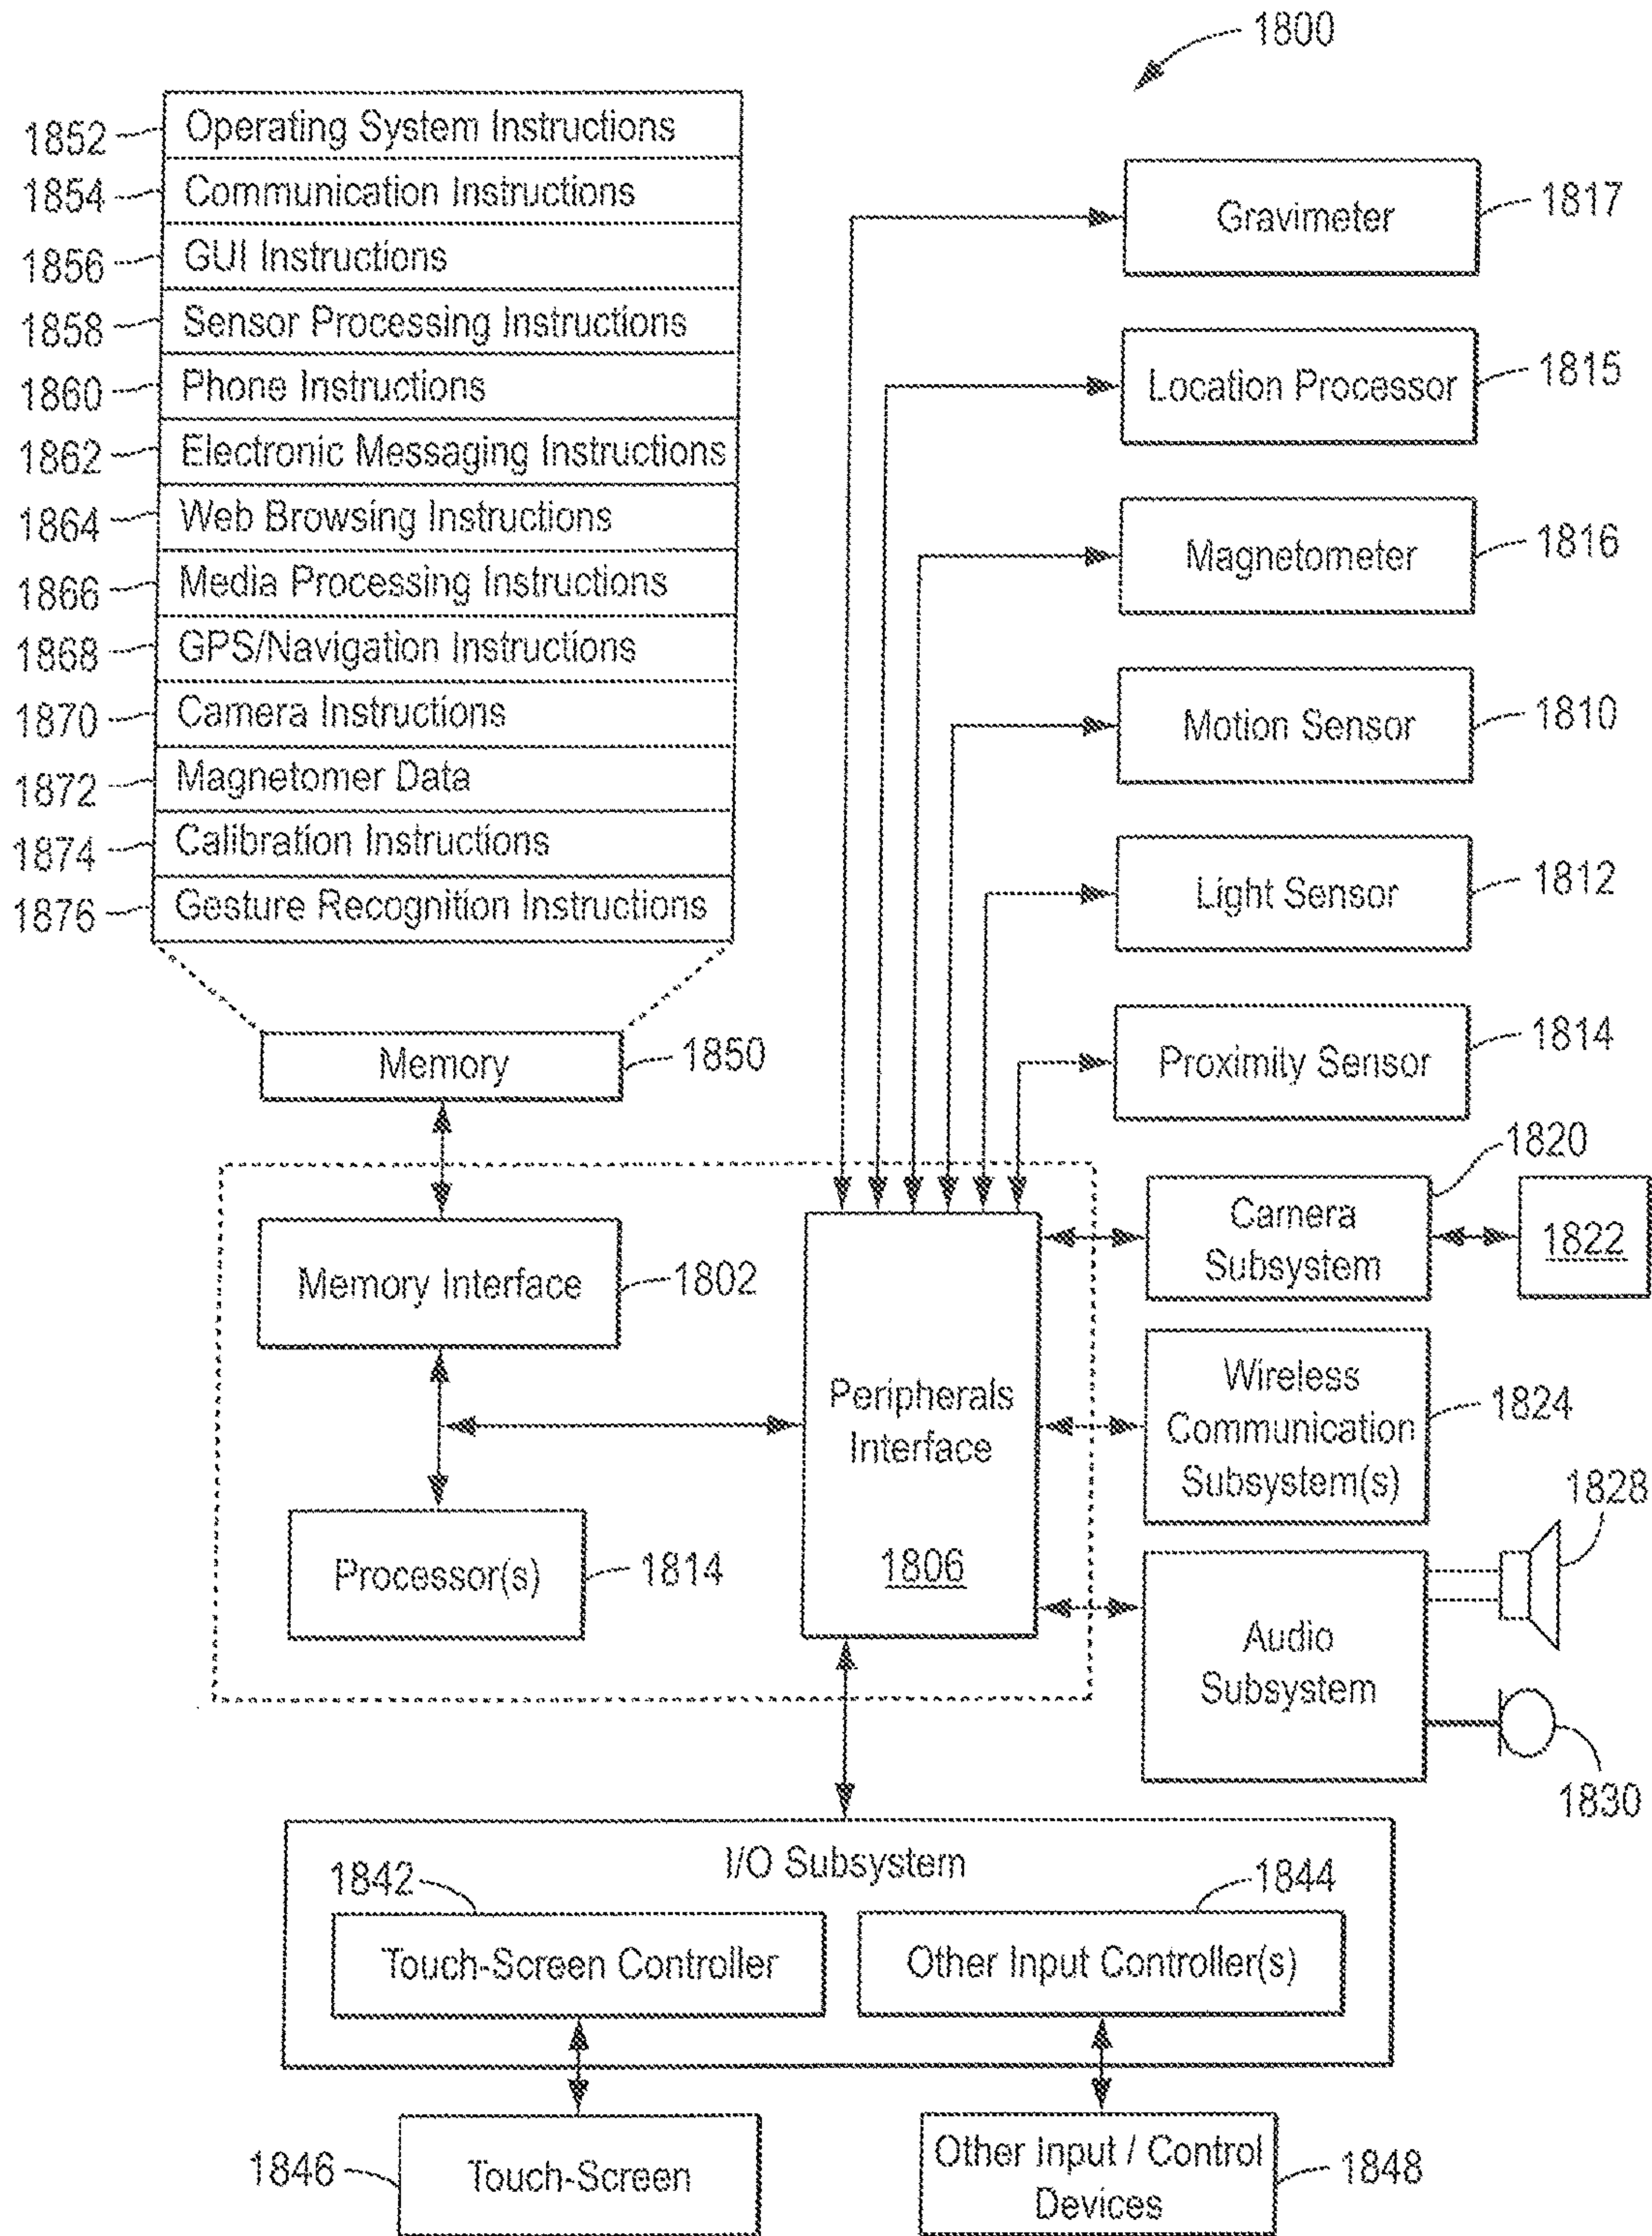 1800
1852 Operating System Instructions
1854 Communication Instructions
1856 GUI Instructions
1858 Sensor Processing Instructions
1860 Phone Instructions
1862 Electronic Messaging Instructions
1864 Web Browsing Instructions
1866 Media Processing Instructions
1868 GPS/Navigation Instructions
1870 Camera Instructions
1872 Magnetomer Data
1874 Calibration Instructions
1876 Gesture Recognition Instructions
Memory 1850
Gravimeter 1817
Location Processor 1815
Magnetometer 1816
Motion Sensor 1810
Light Sensor 1812
Proximity Sensor 1814
Memory Interface 1802
Processor(s) 1814
Peripherals
Interface
1806
1820
Camera
Subsystem
1822
Wireless
Communication
Subsystem(s)
1824
1828
Audio
Subsystem
1830
I/O Subsystem
1842
Touch-Screen Controller
1844
Other Input Controller(s)
1846 Touch-Screen
Other Input / Control
Devices
1848